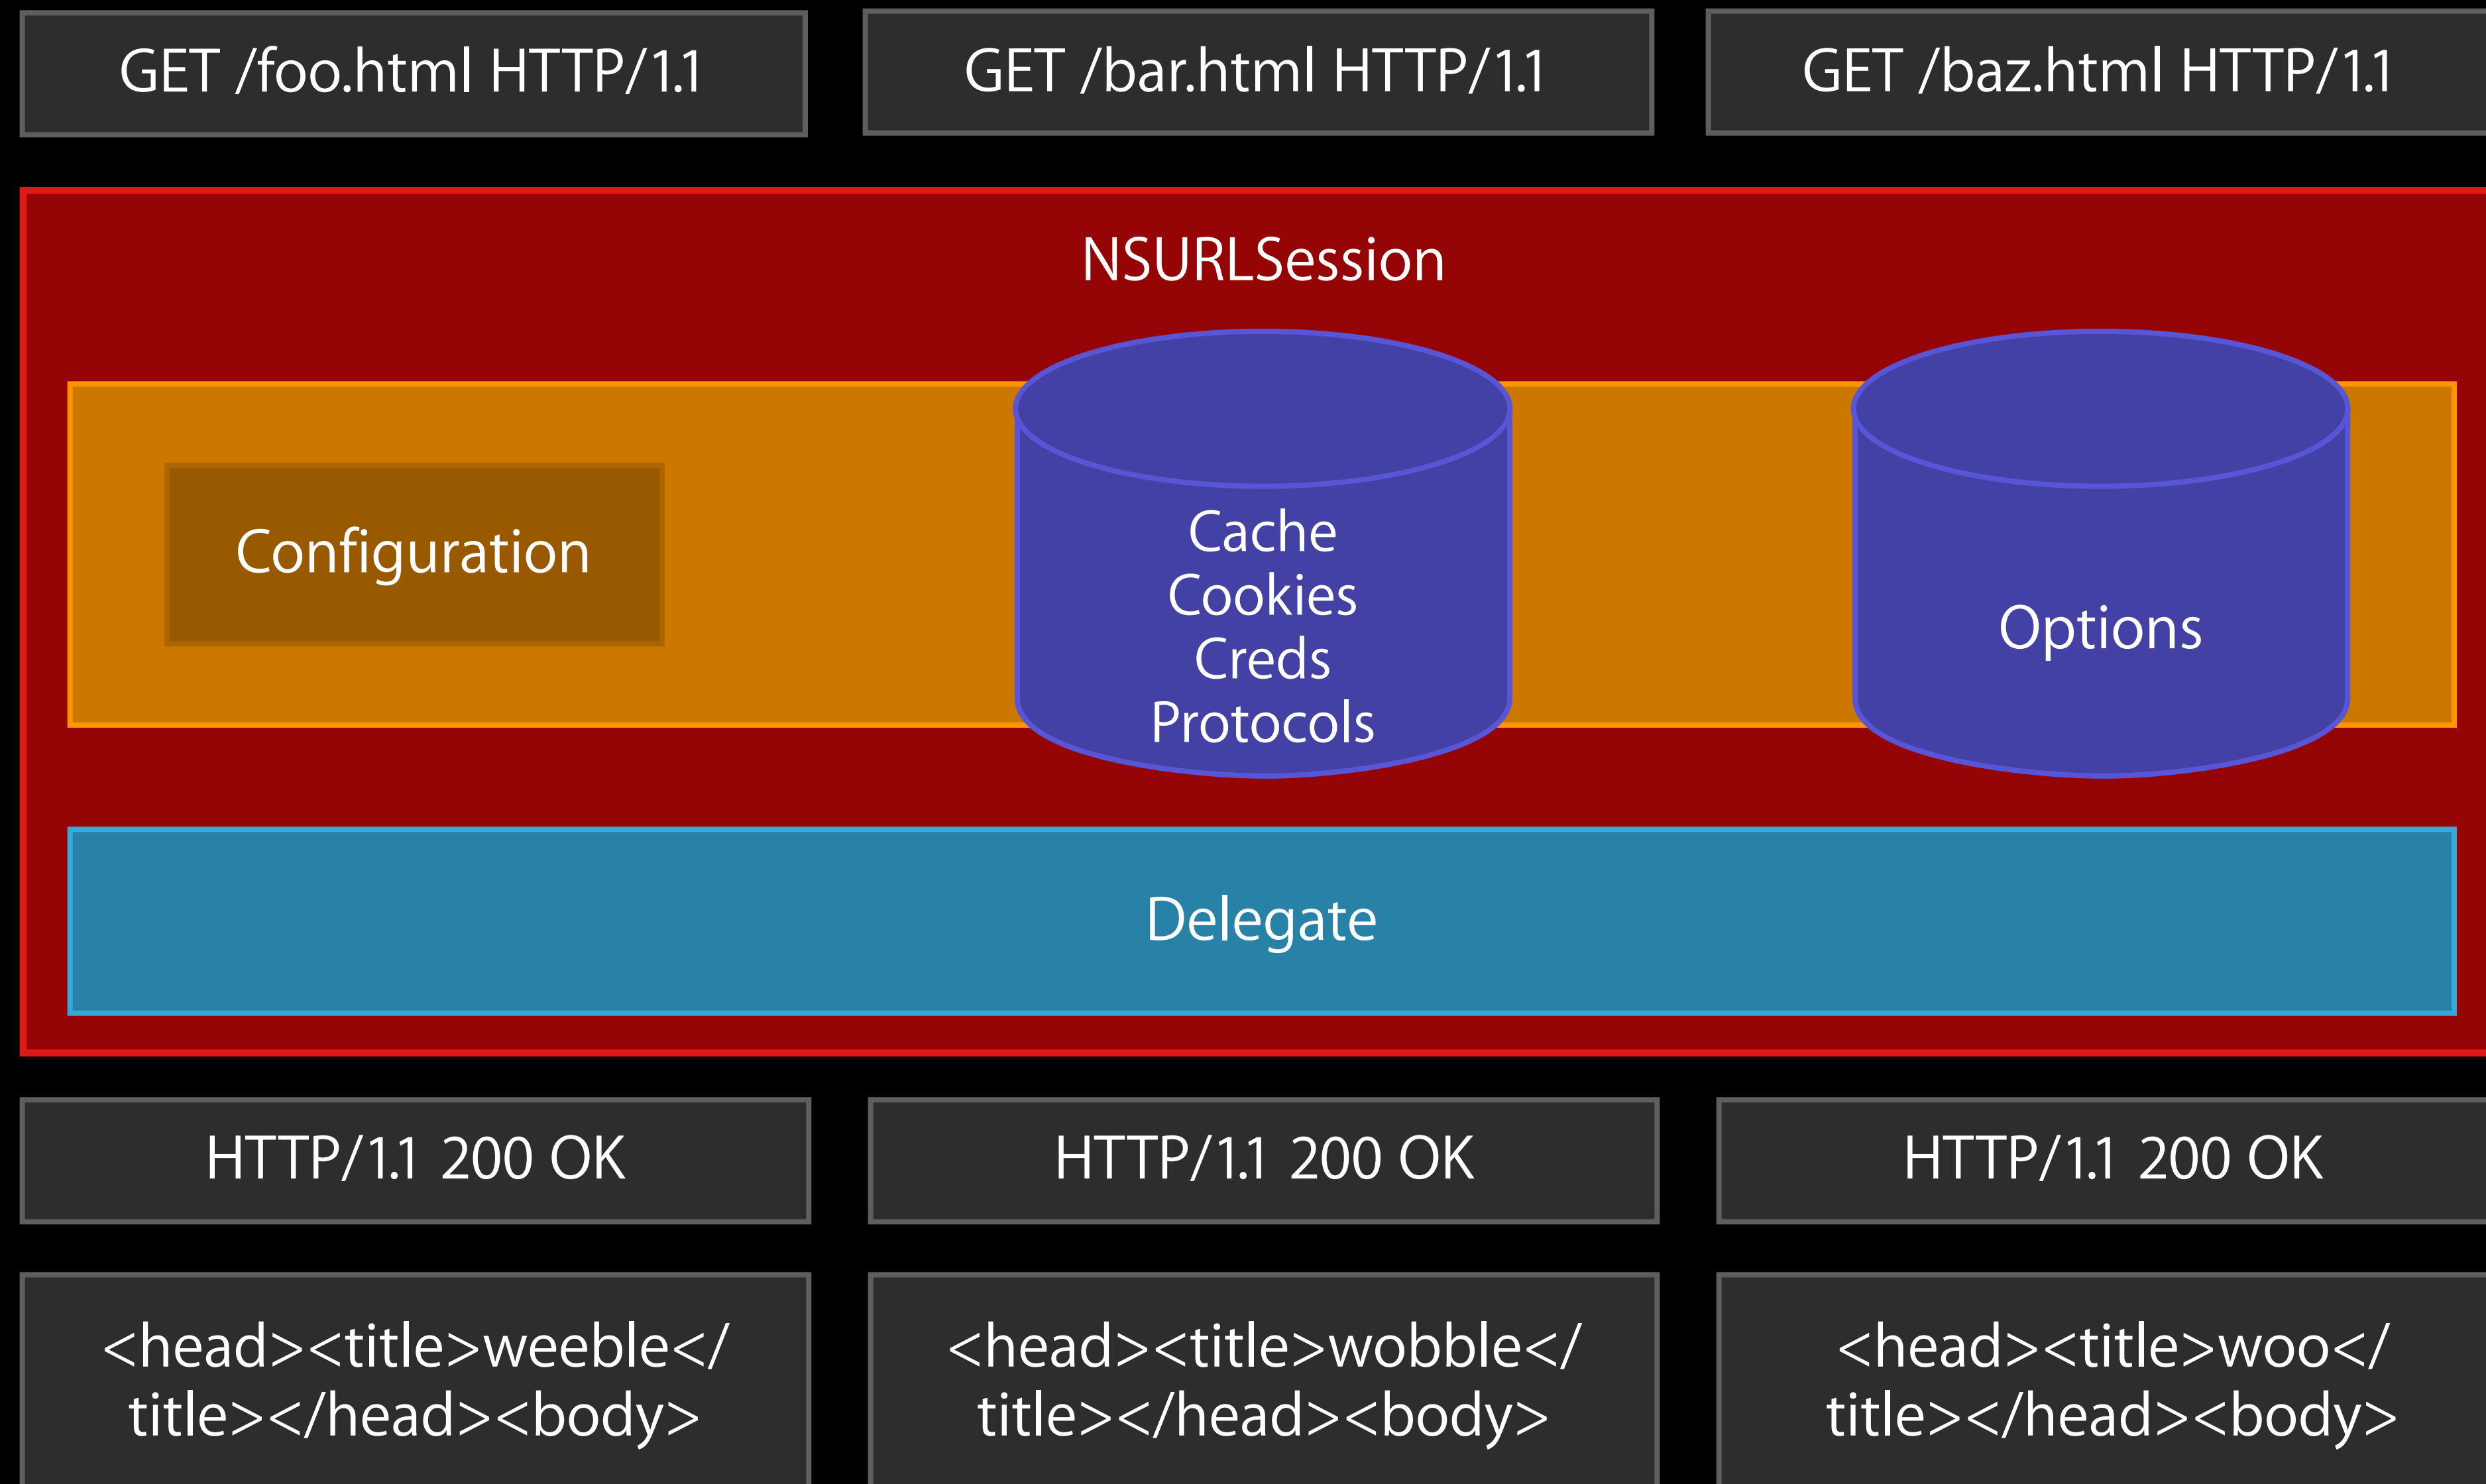 GET /foo.html HTTP/1.1
GET /bar.html HTTP/1.1
GET /baz.html HTTP/1.1
NSURLSession
Configuration
Cache
Cookies
Creds
Protocols
Options
Delegate
HTTP/1.1 200 OK
HTTP/1.1 200 OK
HTTP/1.1 200 OK
<head><title>weeble</
title></head><body>
<head><title>wobble</
title></head><body>
<head><title>woo</
title></head><body>